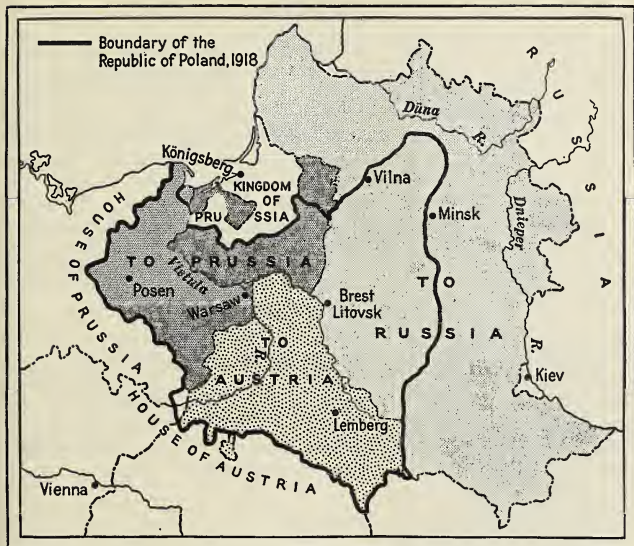 Boundary of the
Republic of Poland, 1918
RUSSIA
Düna R.
Königsberg
KINGDOM
OF
PRUSSIA
Vilna
HOUSE OF PRUSSIA
Minsk
Dnieper R.
TO PRUSSIA
Vistula R.
Posen
Warsaw
Brest
Litovsk
TO
RUSSIA
TO
AUSTRIA
Kiev
Lemberg
HOUSE OF AUSTRIA
Vienna